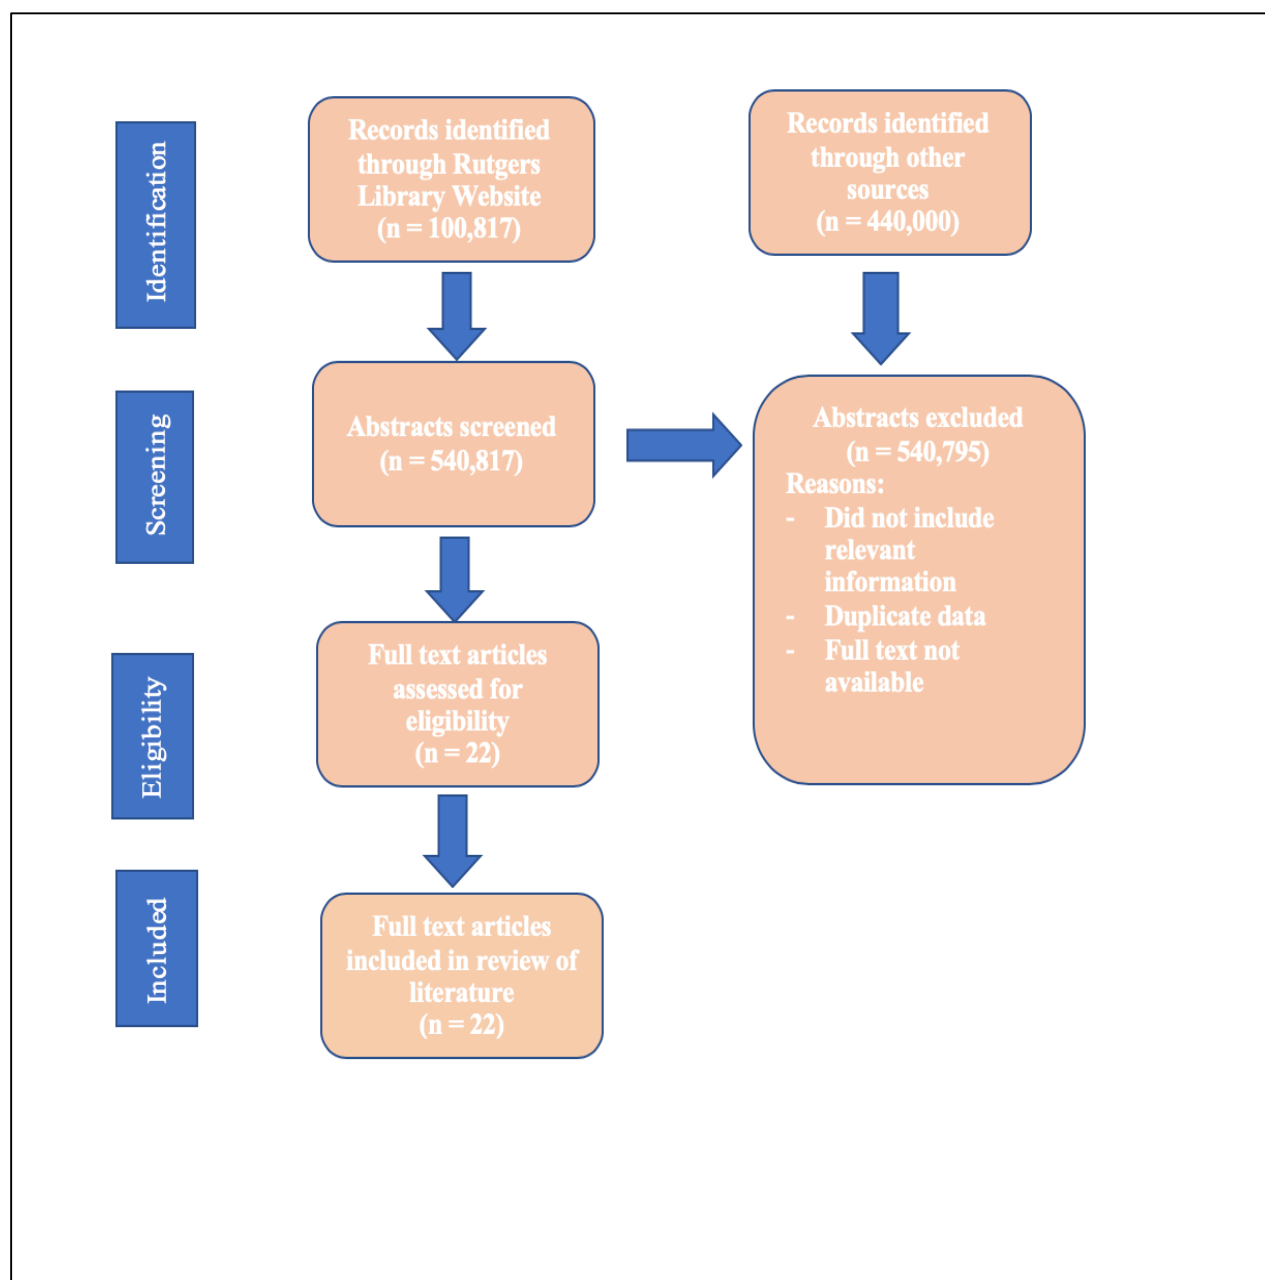 Identification
Records identified
through Rutgers
Library Website
(n = 100,817)
Records identified
through other
sources
(n = 440,000)
Screening
Abstracts screened
(n = 540,817)
Abstracts excluded
(n = 540,795)
Reasons:
- Did not include
relevant
information
- Duplicate data
- Full text not
available
Eligibility
Full text articles
assessed for
eligibility
(n = 22)
Included
Full text articles
included in review of
literature
(n = 22)